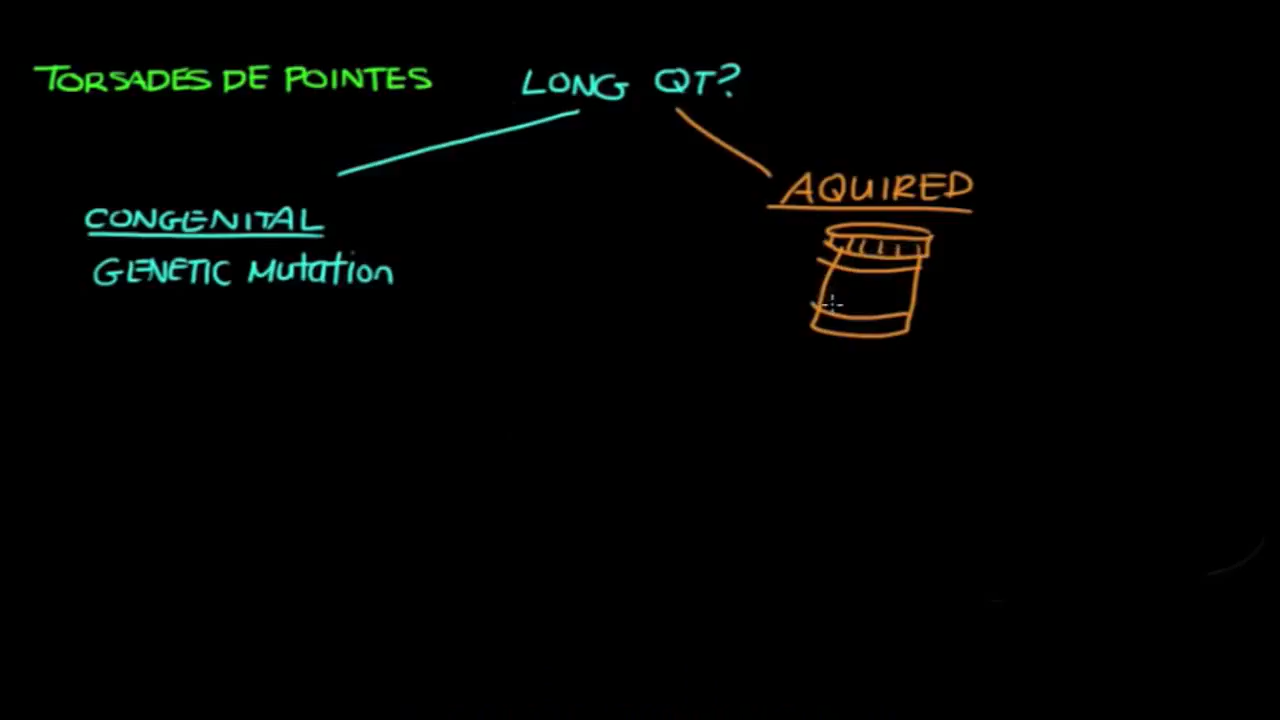 TORSADES DE POINTES
LONG QT?
CONGENITAL
GENETIC Mutation
AQUIRED